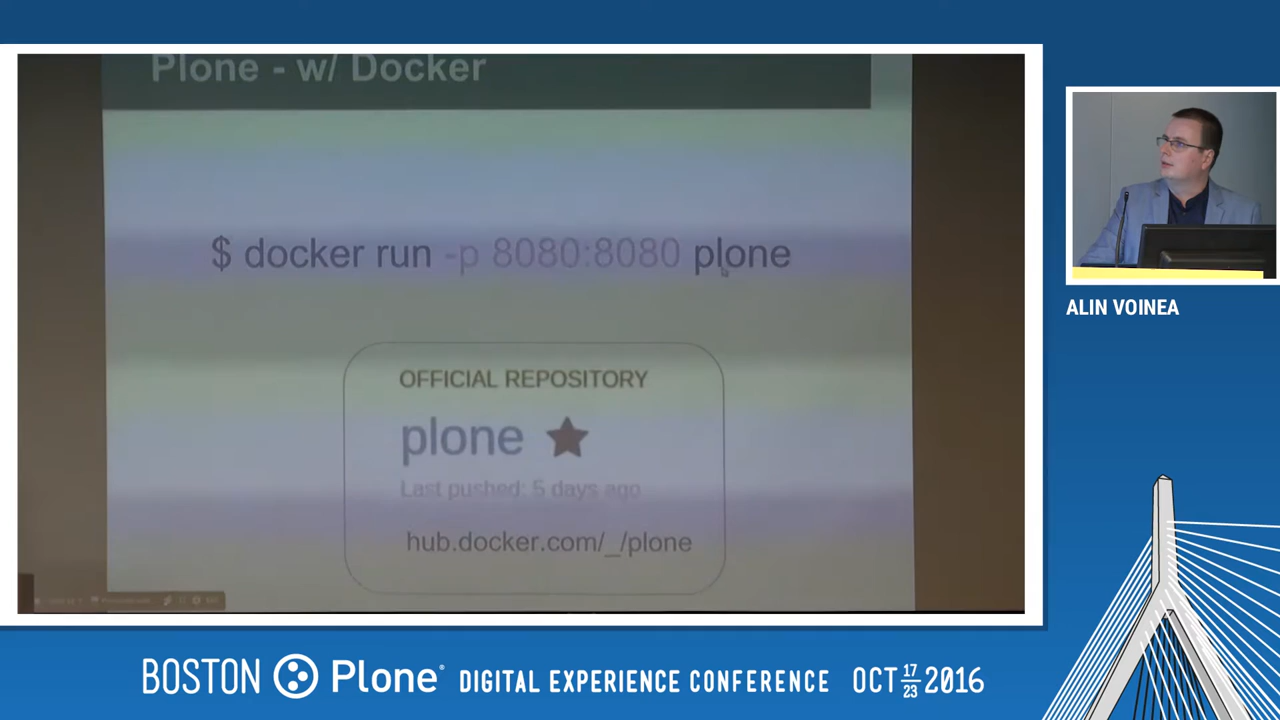 Plone - w/ Docker
$ docker run -p 8080:8080 plone
OFFICIAL REPOSITORY
plone ★
Last pushed: 5 days ago
hub.docker.com/_/plone
ALIN VOINEA
BOSTON Plone® DIGITAL EXPERIENCE CONFERENCE OCT 17 23 2016